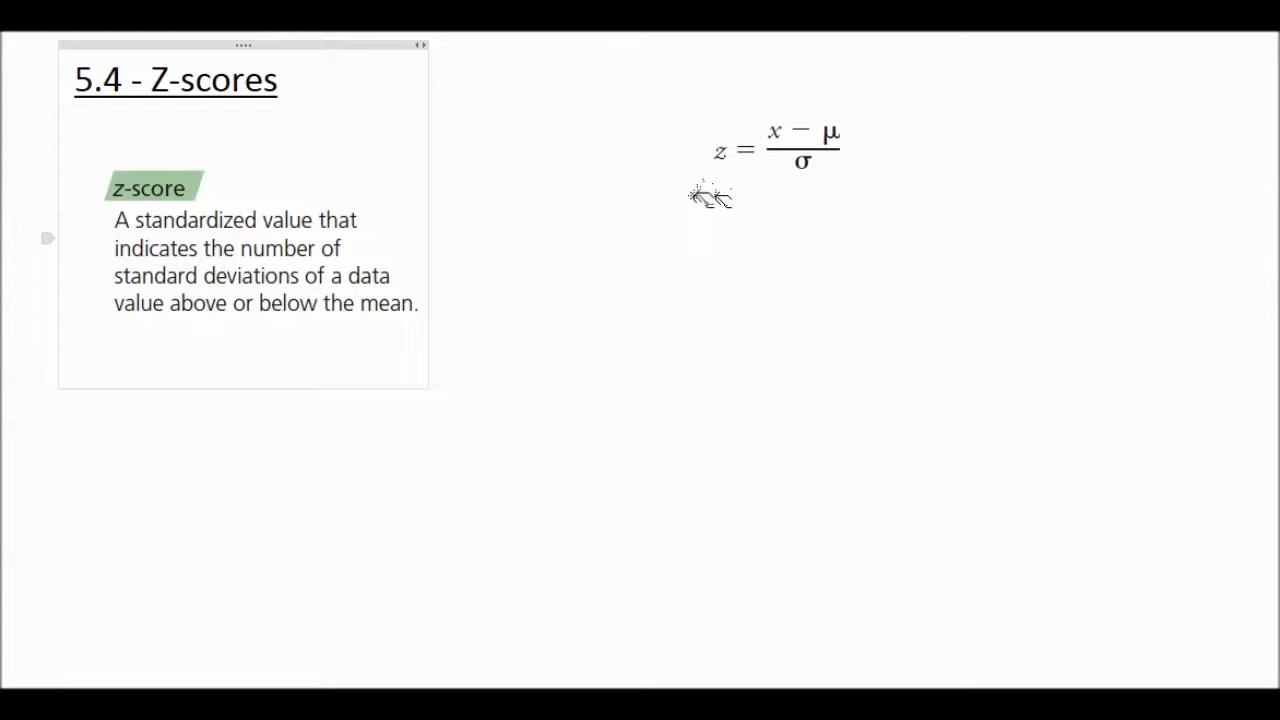 5.4 - Z-scores
z-score
A standardized value that
indicates the number of
standard deviations of a data
value above or below the mean.
z = \frac{x - μ}{σ}